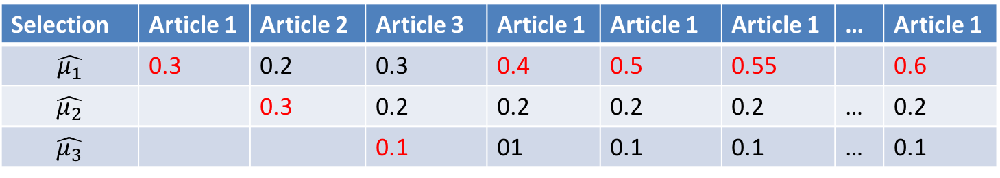 Selection Article 1 Article 2 Article 3 Article 1 Article 1 Article 1 ... Article 1
$\widehat{\mu_1}$ 0.3 0.2 0.3 0.4 0.5 0.55 0.6
$\widehat{\mu_2}$ 0.3 0.2 0.2 0.2 0.2 ... 0.2
$\widehat{\mu_3}$ 0.1 01 0.1 0.1 ... 0.1